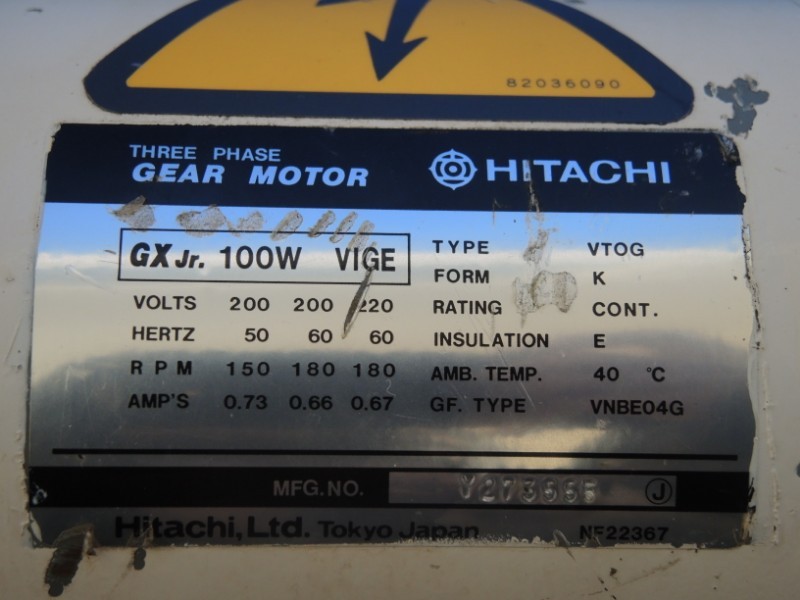 82036090
THREE PHASE
GEAR MOTOR HITACHI
GX Jr. 100W VIGE
VOLTS 200 200 220
HERTZ 50 60 60
RPM 150 180 180
AMP'S 0.73 0.66 0.67
TYPE VTOG
FORM K
RATING CONT.
INSULATION E
AMB. TEMP. 40 °C
GF. TYPE VNBE04G
MFG.NO. J
Hitachi, Ltd. Tokyo Japan NE22367